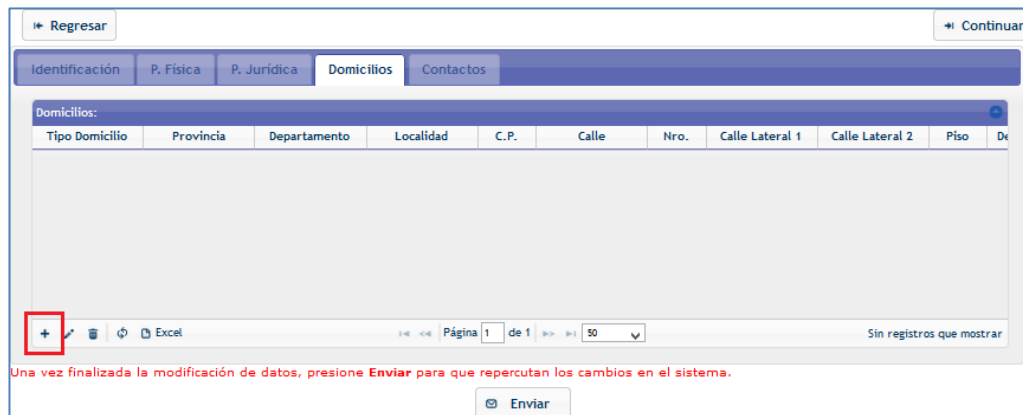 Regresar Continuar
Identificación P. Física P. Jurídica Domicilios Contactos
Domicilios:
Tipo Domicilio Provincia Departamento Localidad C.P. Calle Nro. Calle Lateral 1 Calle Lateral 2 Piso De
Excel Página 1 de 1 50 Sin registros que mostrar
Una vez finalizada la modificación de datos, presione Enviar para que repercutan los cambios en el sistema.
Enviar